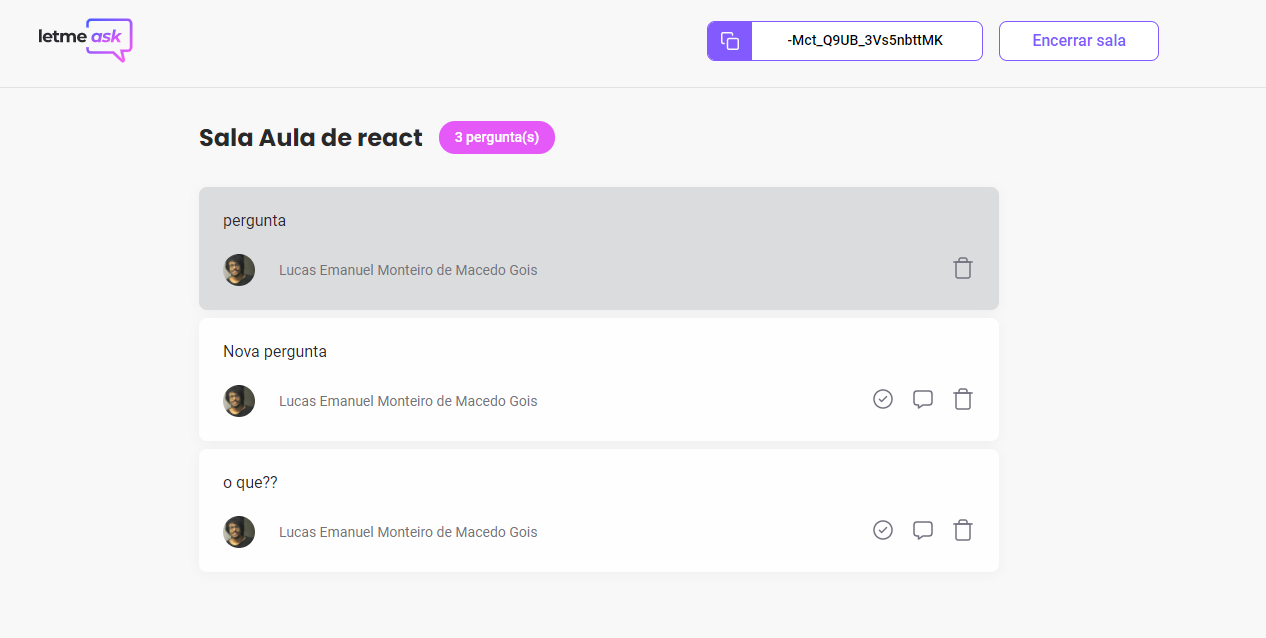 letmeask
-Mct_Q9UB_3Vs5nbttMK
Encerrar sala
Sala Aula de react
3 pergunta(s)
pergunta
Lucas Emanuel Monteiro de Macedo Gois
Nova pergunta
Lucas Emanuel Monteiro de Macedo Gois
o que??
Lucas Emanuel Monteiro de Macedo Gois